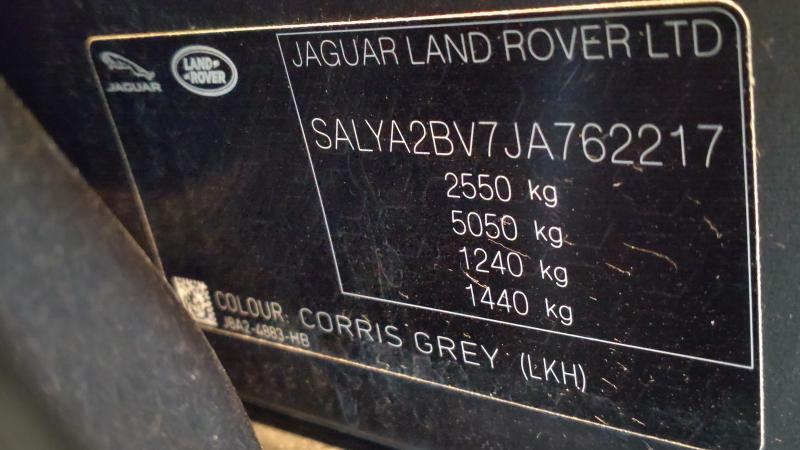 JAGUAR
LAND
ROVER
JAGUAR LAND ROVER LTD
SALYA2BV7JA762217
2550 kg
5050 kg
1240 kg
1440 kg
COLOUR: CORRIS GREY (LKH)
JBA2-4883-HB